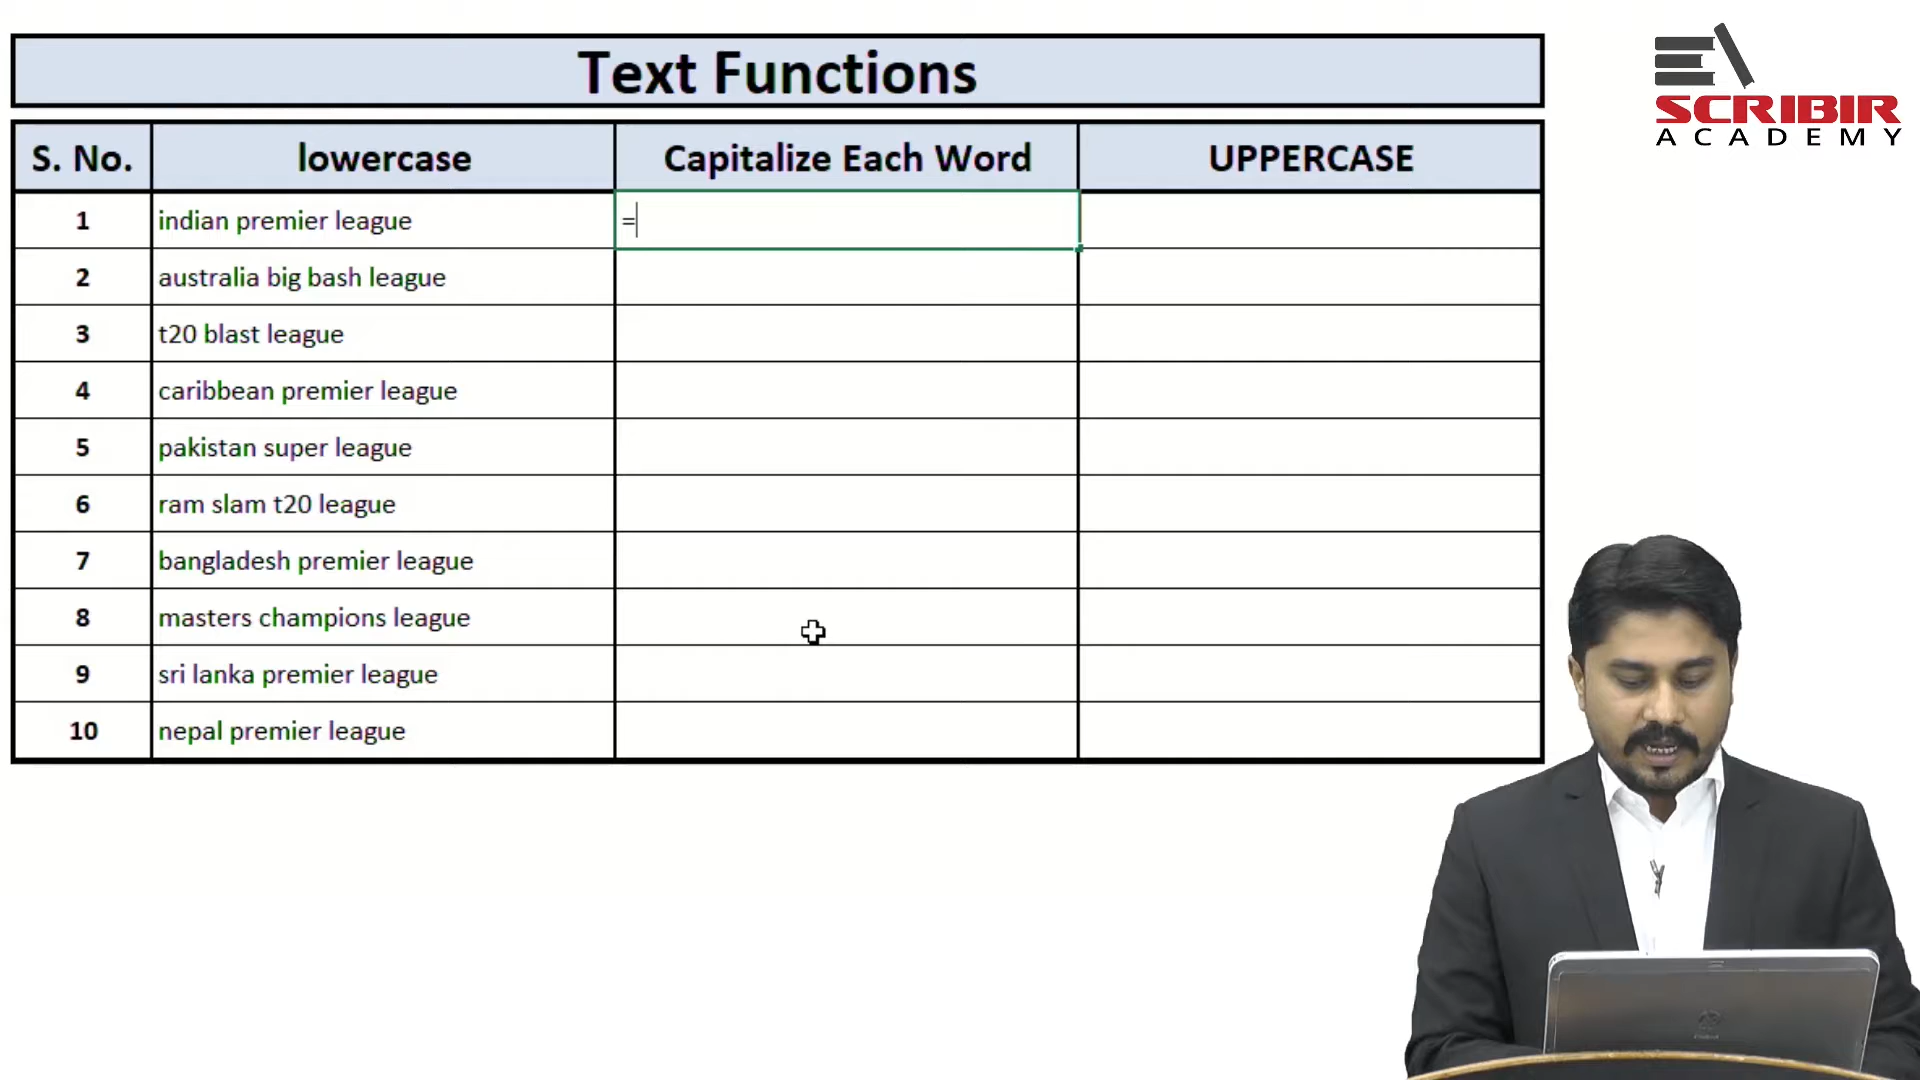 Text Functions
SCRIBIR
ACADEMY
S. No. lowercase Capitalize Each Word UPPERCASE
1 indian premier league =
2 australia big bash league
3 t20 blast league
4 caribbean premier league
5 pakistan super league
6 ram slam t20 league
7 bangladesh premier league
8 masters champions league
9 sri lanka premier league
10 nepal premier league